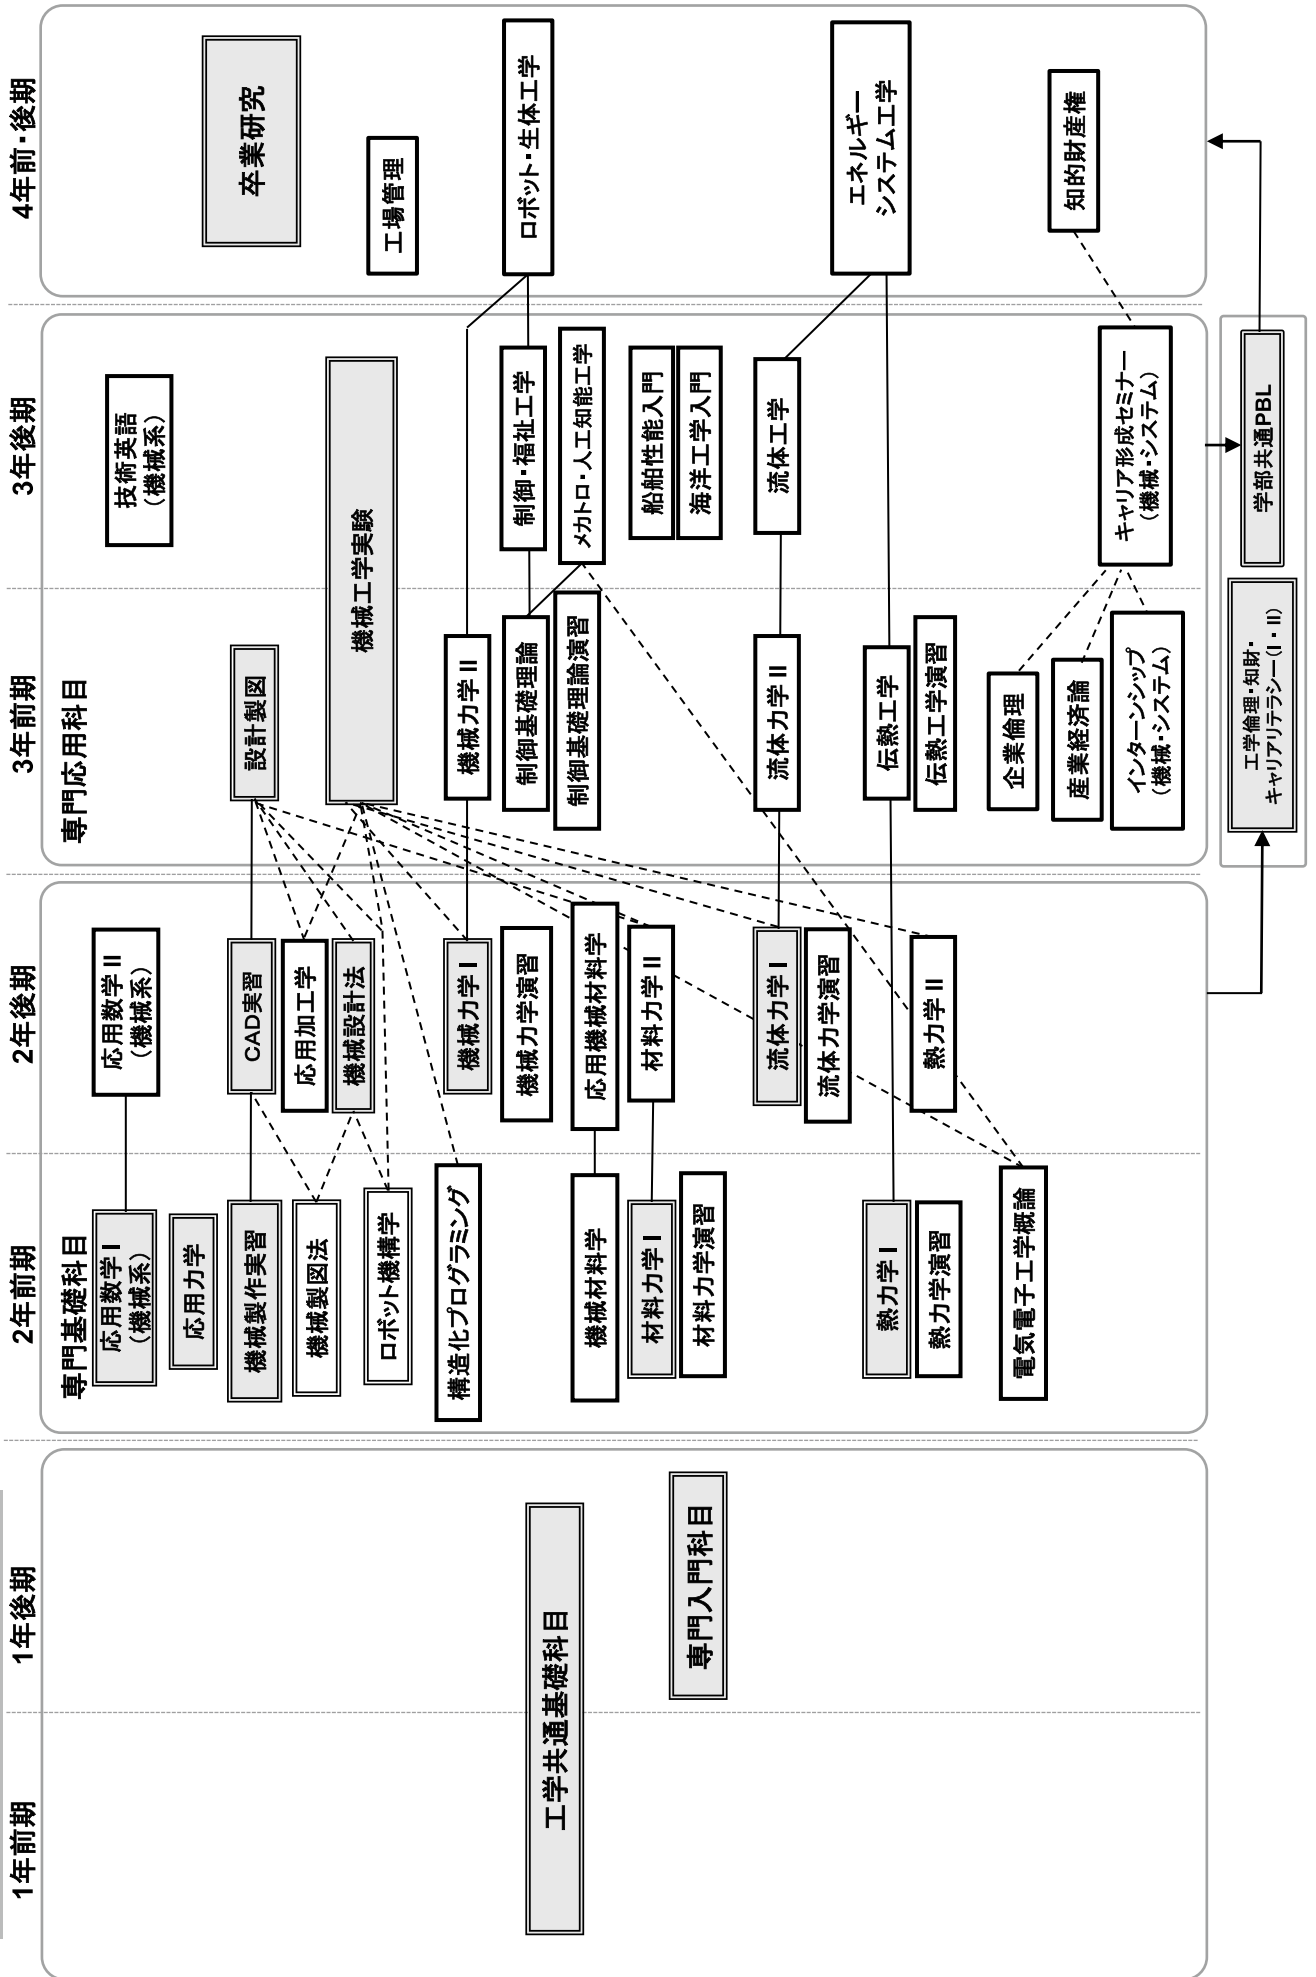 1年前期
1年後期
2年前期
2年後期
3年前期
3年後期
4年前・後期
工学共通基礎科目
専門入門科目
専門基礎科目
応用数学Ⅰ
（機械系）
応用力学
機械製作実習
機械製図法
ロボット機構学
構造化プログラミング
機械材料学
材料力学Ⅰ
材料力学演習
熱力学Ⅰ
熱力学演習
電気電子工学概論
応用数学Ⅱ
（機械系）
CAD実習
応用加工学
機械設計法
機械力学Ⅰ
機械力学演習
応用機械材料学
材料力学Ⅱ
流体力学Ⅰ
流体力学演習
熱力学Ⅱ
専門応用科目
設計製図
機械工学実験
機械力学Ⅱ
制御基礎理論
制御基礎理論演習
流体力学Ⅱ
伝熱工学
伝熱工学演習
企業倫理
産業経済論
インターンシップ
（機械・システム）
技術英語
（機械系）
制御・福祉工学
メカトロ・人工知能工学
船舶性能入門
海洋工学入門
流体工学
キャリア形成セミナー
（機械・システム）
卒業研究
工場管理
ロボット・生体工学
エネルギー
システム工学
知的財産権
工学倫理・知財・
キャリアリテラシー（Ⅰ・Ⅱ）
学部共通PBL